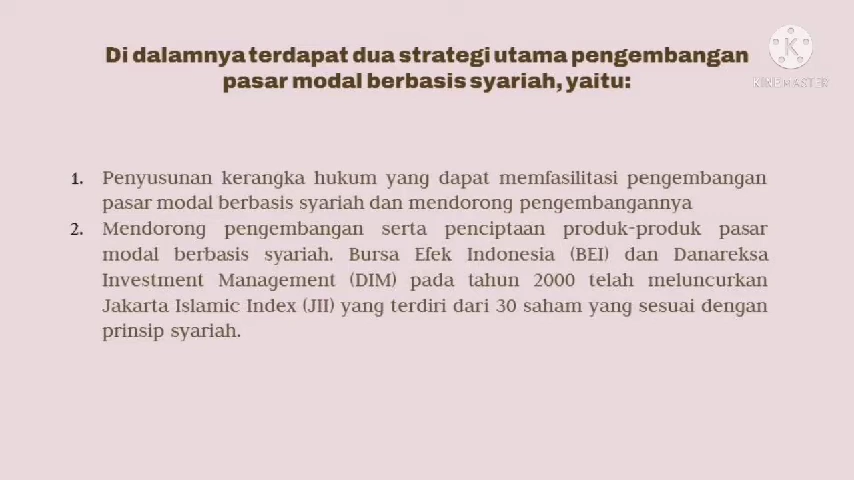 Di dalamnya terdapat dua strategi utama pengembangan
pasar modal berbasis syariah, yaitu:
K
KINEMASTER
1. Penyusunan kerangka hukum yang dapat memfasilitasi pengembangan
pasar modal berbasis syariah dan mendorong pengembangannya
2. Mendorong pengembangan serta penciptaan produk-produk pasar
modal berbasis syariah. Bursa Efek Indonesia (BEI) dan Danareksa
Investment Management (DIM) pada tahun 2000 telah meluncurkan
Jakarta Islamic Index (JII) yang terdiri dari 30 saham yang sesuai dengan
prinsip syariah.